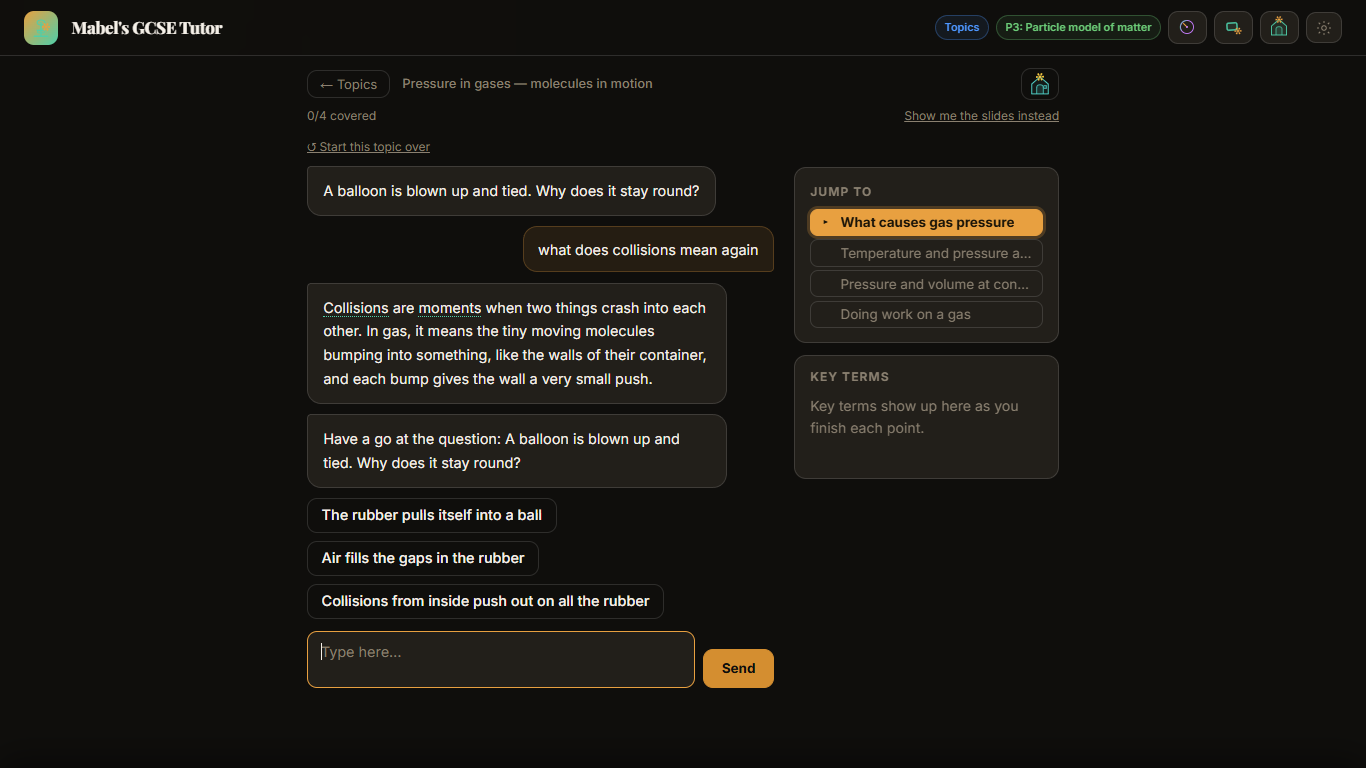 Mabel's GCSE Tutor
Topics
P3: Particle model of matter
← Topics
Pressure in gases — molecules in motion
0/4 covered
Show me the slides instead
↺ Start this topic over
A balloon is blown up and tied. Why does it stay round?
what does collisions mean again
Collisions are moments when two things crash into each
other. In gas, it means the tiny moving molecules
bumping into something, like the walls of their container,
and each bump gives the wall a very small push.
Have a go at the question: A balloon is blown up and
tied. Why does it stay round?
The rubber pulls itself into a ball
Air fills the gaps in the rubber
Collisions from inside push out on all the rubber
Type here...
Send
JUMP TO
What causes gas pressure
Temperature and pressure a...
Pressure and volume at con...
Doing work on a gas
KEY TERMS
Key terms show up here as you
finish each point.